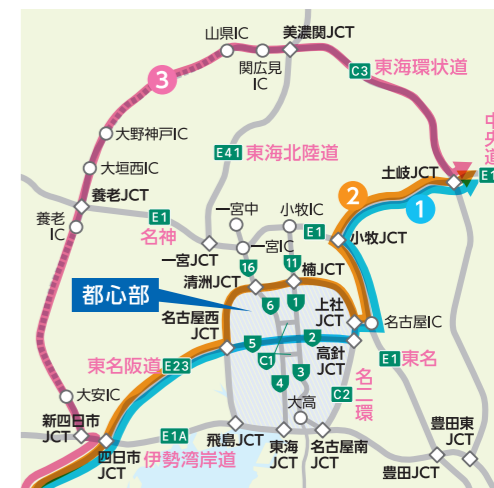 山県IC
美濃関JCT
関広見
IC
C3
東海環状道
3
大野神戸IC
E41
東海北陸道
中央道
大垣西IC
土岐JCT
E1
養老JCT
2
1
養老
IC
E1
名神
一宮中
小牧IC
E1
小牧JCT
一宮JCT
一宮IC
16
11
清洲JCT
楠JCT
都心部
6
1
上社
JCT
名古屋IC
名古屋西
JCT
5
2
高針
JCT
E1
東名
東名阪道
E23
C1
4
3
C2
名二環
大安IC
大高
新四日市
JCT
四日市
JCT
E1A
伊勢湾岸道
飛島JCT
東海
JCT
名古屋南
JCT
豊田東
JCT
豊田JCT